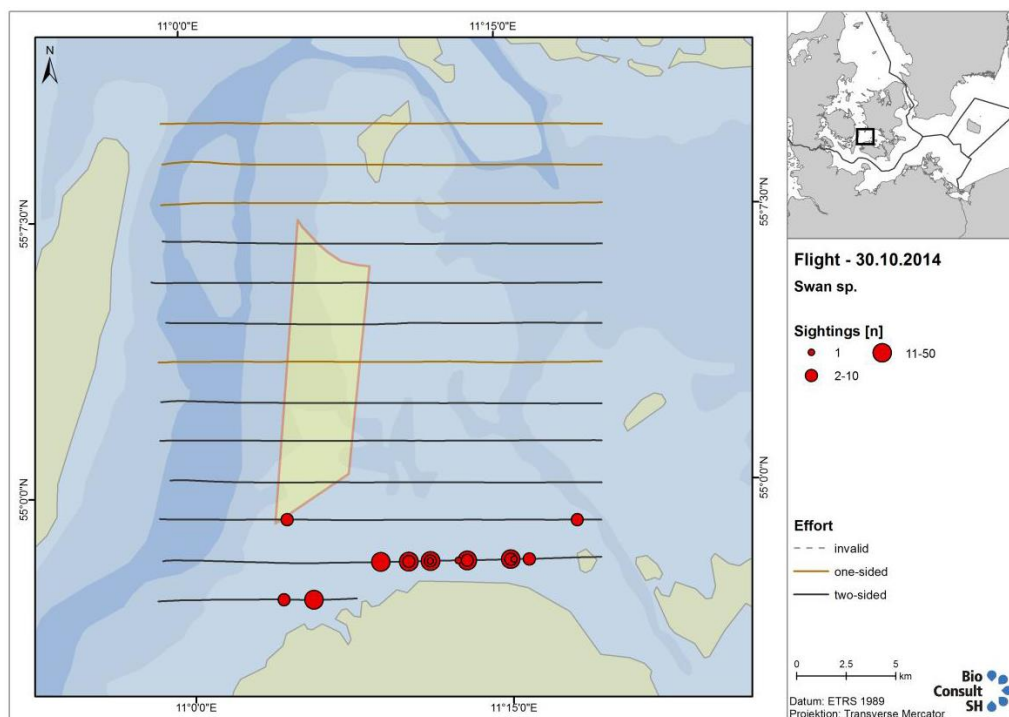 11°0'0"E
11°15'0"E
N
55°7'30"N
55°7'30"N
55°0'0"N
55°0'0"N
11°0'0"E
11°15'0"E
Flight - 30.10.2014
Swan sp.
Sightings [n]
1
11-50
2-10
Effort
invalid
one-sided
two-sided
0 2.5 5
km
Bio
Consult
SH
Datum: ETRS 1989
Projektion: Transverse Mercator